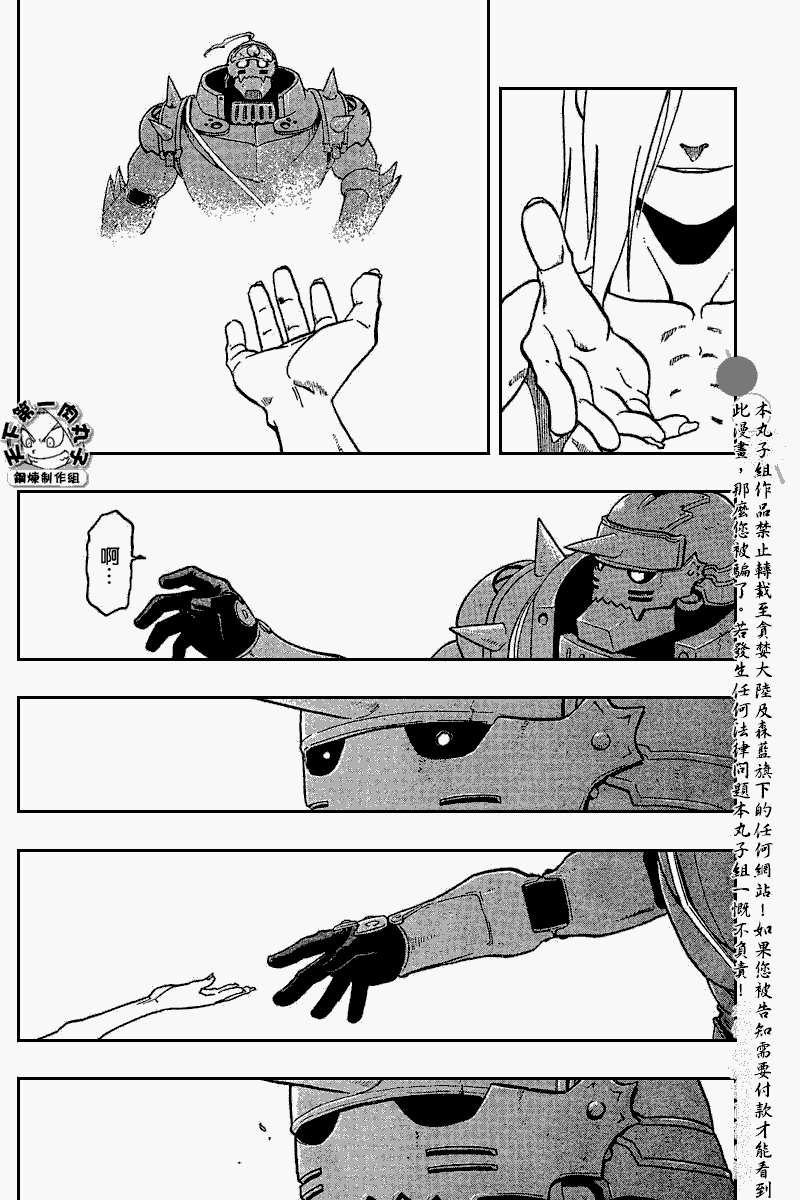 本丸子組作品禁止轉載至貪婪大陸及森藍旗下的任何網站！如果您被告知需要付款才能看到
此漫畫，那麼您被騙了。若發生任何法律問題本丸子組一慨不負責！
天下第一肉丸子
鋼煉制作組
啊…